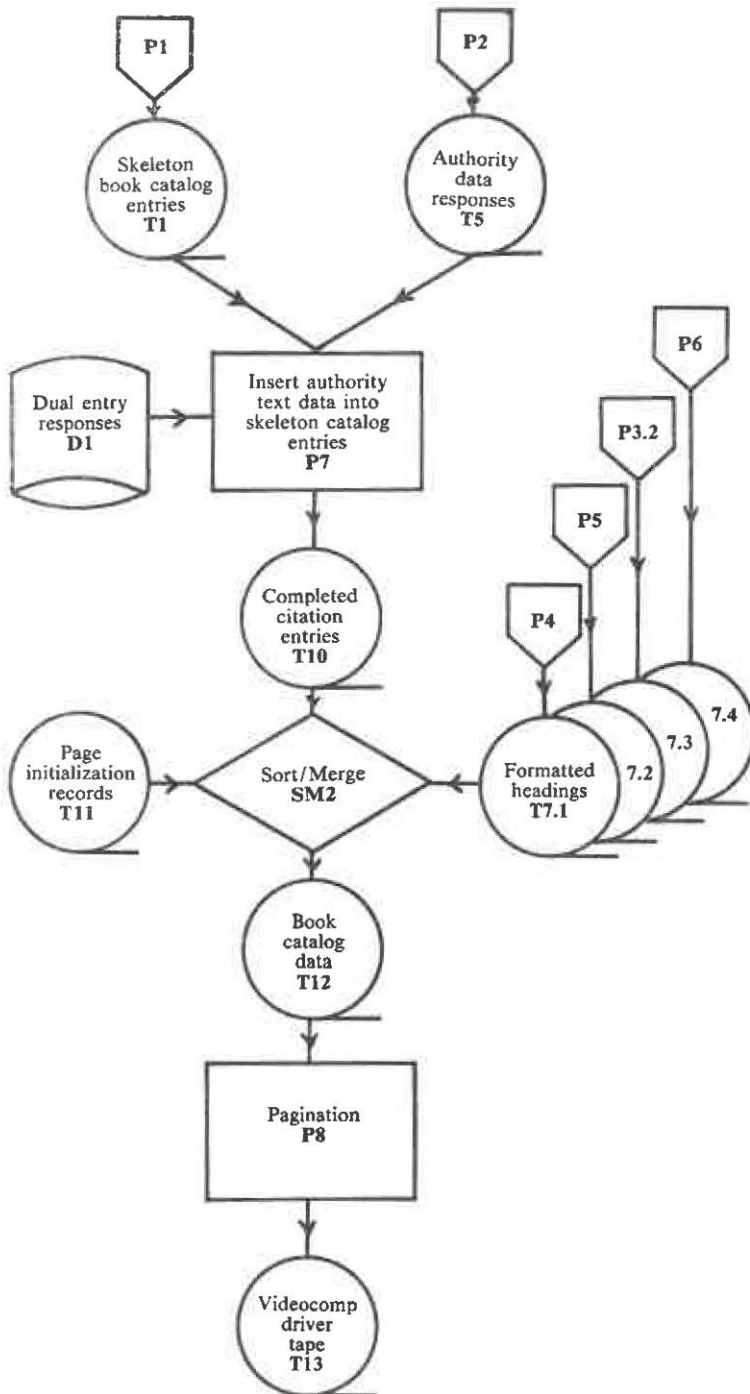 P1
P2
Skeleton
book catalog
entries
T1
Authority
data
responses
T5
P6
Dual entry
responses
D1
Insert authority
text data into
skeleton catalog
entries
P7
P3.2
P5
P4
Completed
citation
entries
T10
Page
initialization
records
T11
Sort/Merge
SM2
Formatted
headings
T7.1
7.2
7.3
7.4
Book
catalog
data
T12
Pagination
P8
Videocomp
driver
tape
T13